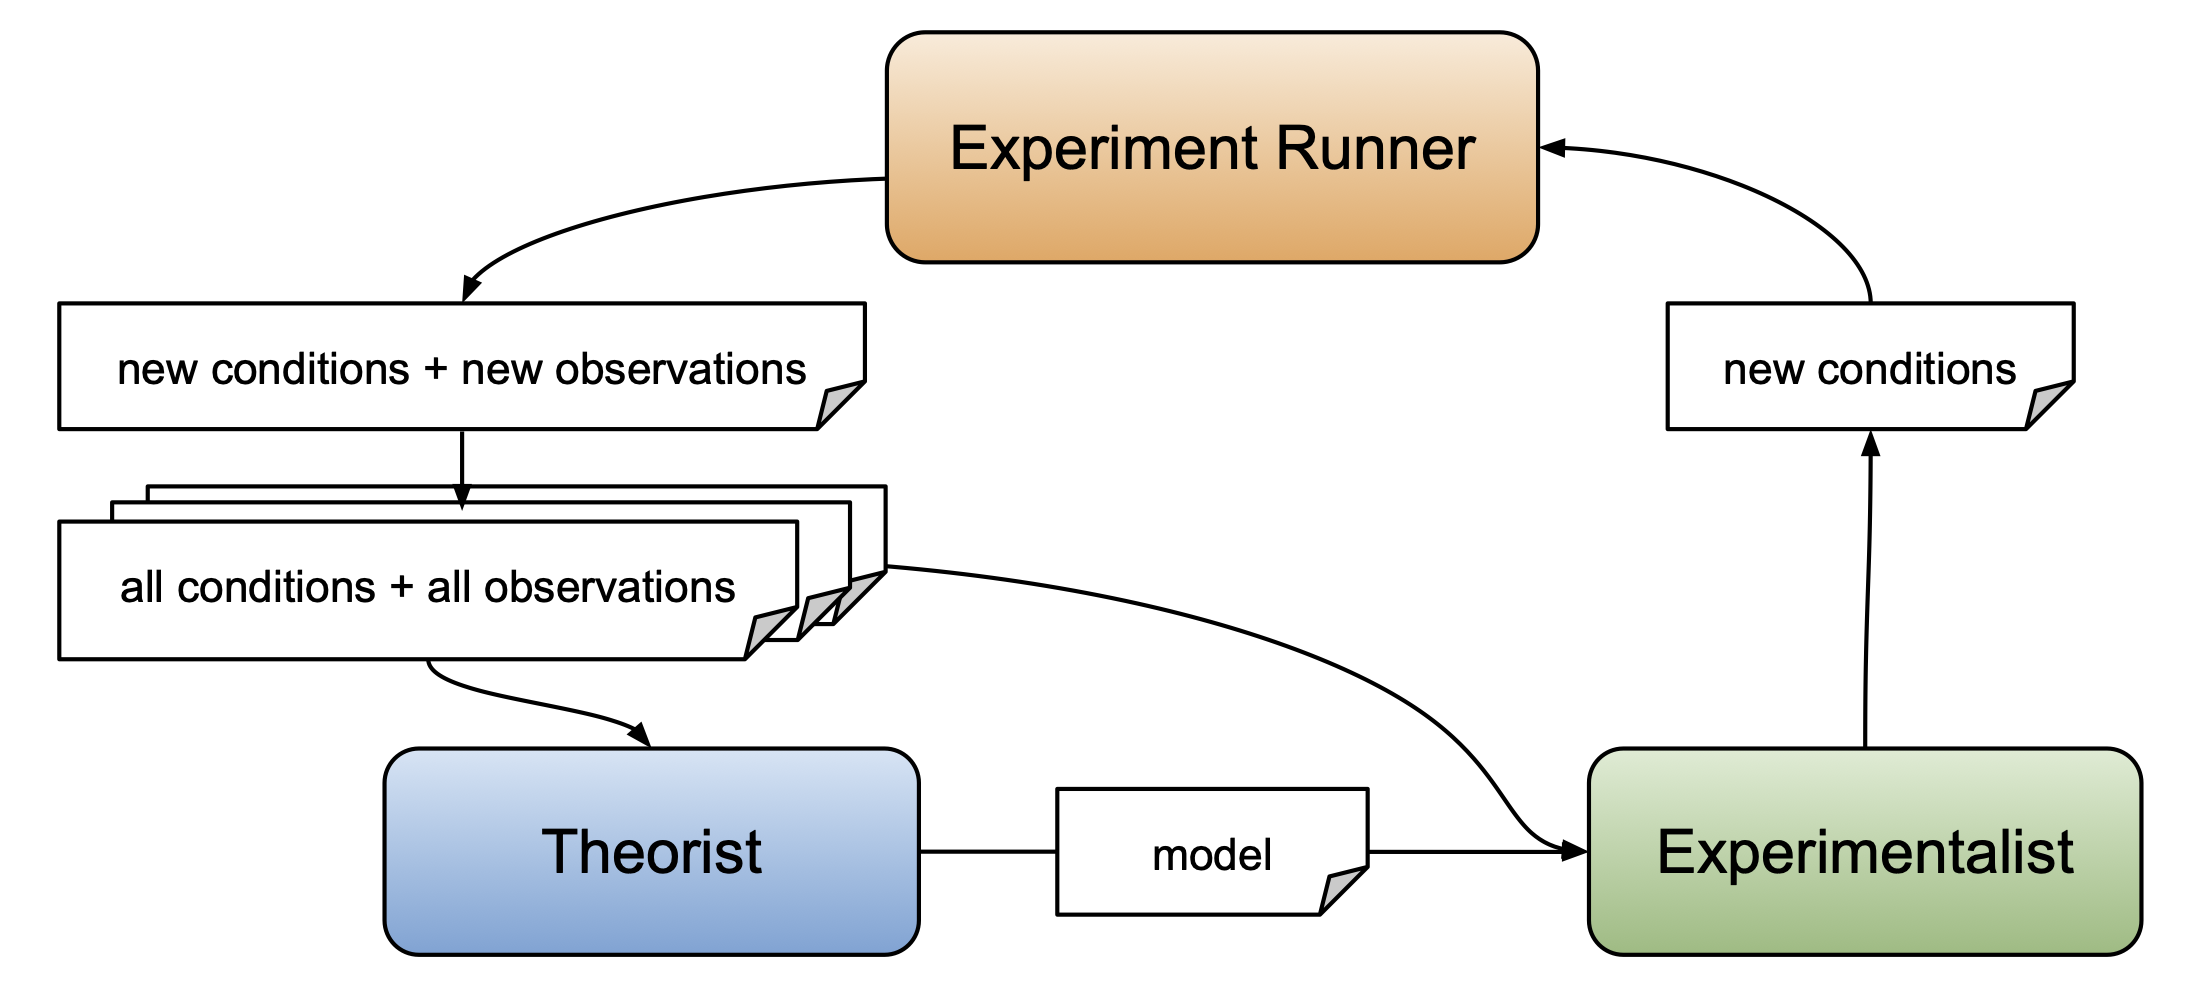 Experiment Runner
new conditions + new observations
new conditions
all conditions + all observations
Theorist
model
Experimentalist